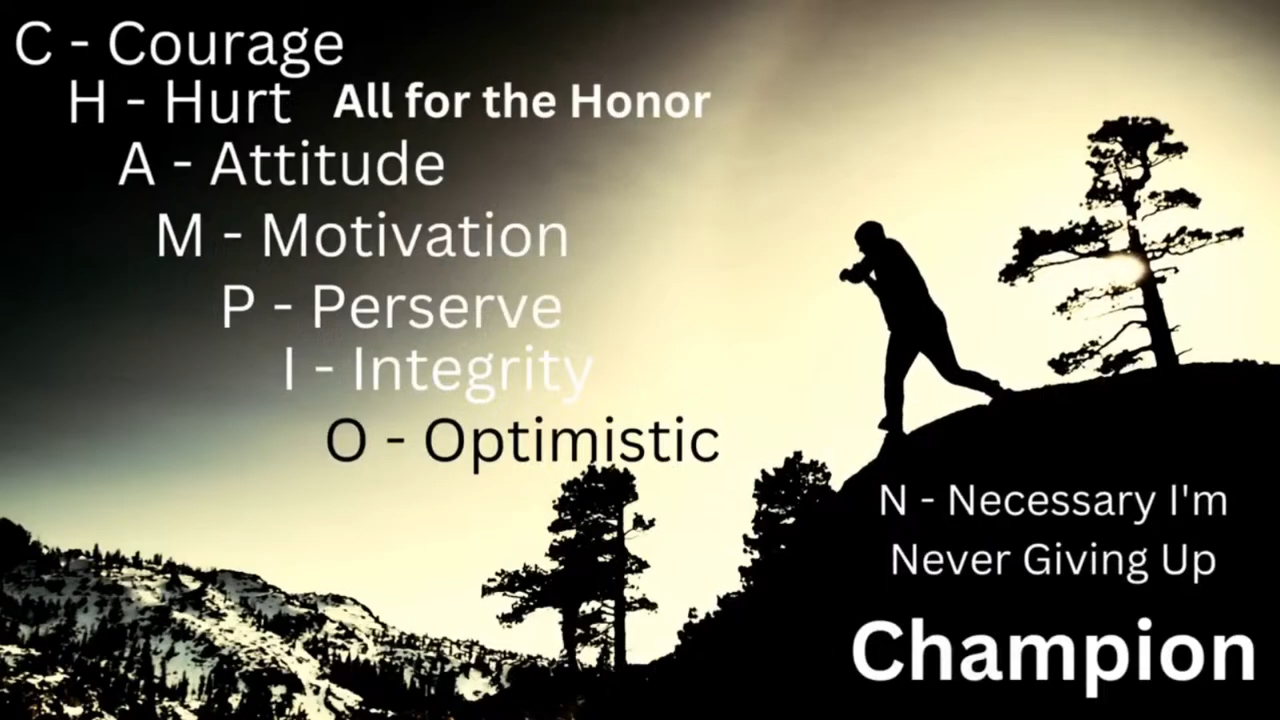 C - Courage
H - Hurt All for the Honor
A - Attitude
M - Motivation
P - Perserve
I - Integrity
O - Optimistic
N - Necessary I'm
Never Giving Up
Champion